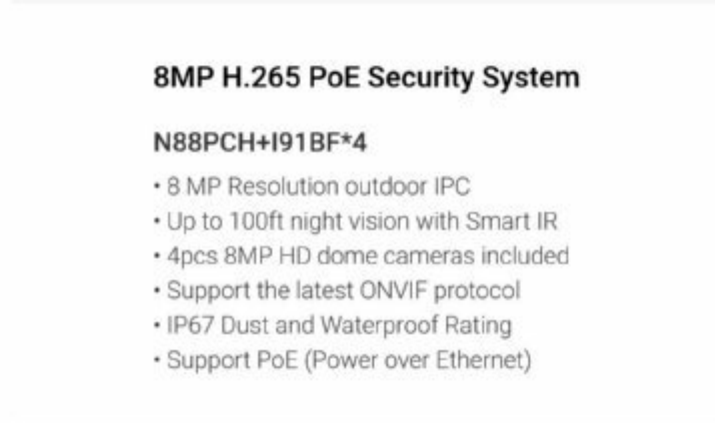 8MP H.265 PoE Security System
N88PCH+I91BF*4
• 8 MP Resolution outdoor IPC
• Up to 100ft night vision with Smart IR
• 4pcs 8MP HD dome cameras included
• Support the latest ONVIF protocol
• IP67 Dust and Waterproof Rating
• Support PoE (Power over Ethernet)